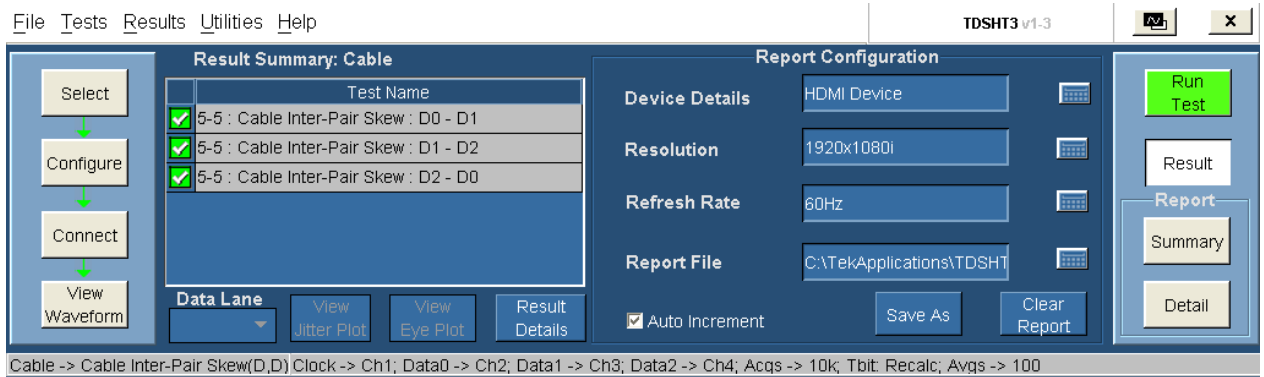 File Tests Results Utilities Help
TDSHT3 v1-3
x
Select
Configure
Connect
View
Waveform
Result Summary: Cable
Test Name
5-5 : Cable Inter-Pair Skew : D0 - D1
5-5 : Cable Inter-Pair Skew : D1 - D2
5-5 : Cable Inter-Pair Skew : D2 - D0
Data Lane
View
Jitter Plot
View
Eye Plot
Result
Details
Report Configuration
Device Details
HDMI Device
Resolution
1920x1080i
Refresh Rate
60Hz
Report File
C:\TekApplications\TDSHT
Auto Increment
Save As
Clear
Report
Run
Test
Result
Report
Summary
Detail
Cable -> Cable Inter-Pair Skew(D,D) Clock -> Ch1; Data0 -> Ch2; Data1 -> Ch3; Data2 -> Ch4; Acqs -> 10k; Tbit: Recalc; Avgs -> 100